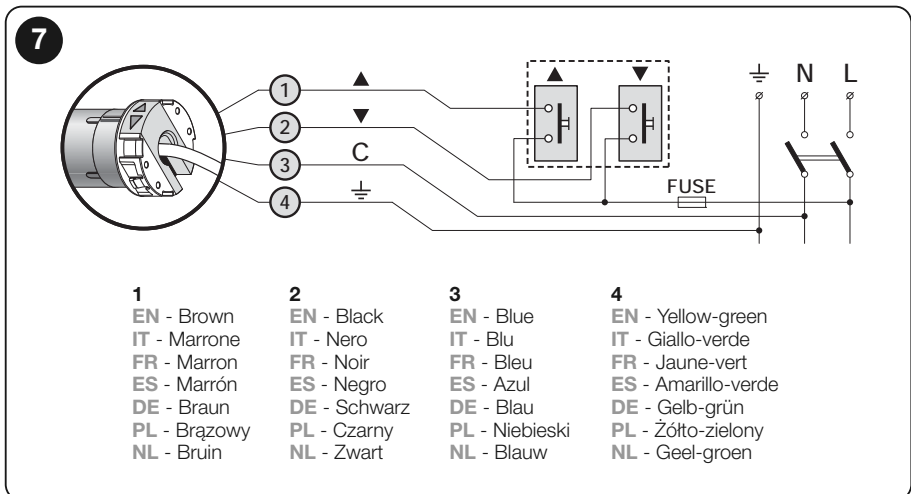 7
N L
1 ▲
2 ▼
3 C
4
▲ ▼
FUSE
1
EN - Brown
IT - Marrone
FR - Marron
ES - Marrón
DE - Braun
PL - Brązowy
NL - Bruin
2
EN - Black
IT - Nero
FR - Noir
ES - Negro
DE - Schwarz
PL - Czarny
NL - Zwart
3
EN - Blue
IT - Blu
FR - Bleu
ES - Azul
DE - Blau
PL - Niebieski
NL - Blauw
4
EN - Yellow-green
IT - Giallo-verde
FR - Jaune-vert
ES - Amarillo-verde
DE - Gelb-grün
PL - Żółto-zielony
NL - Geel-groen